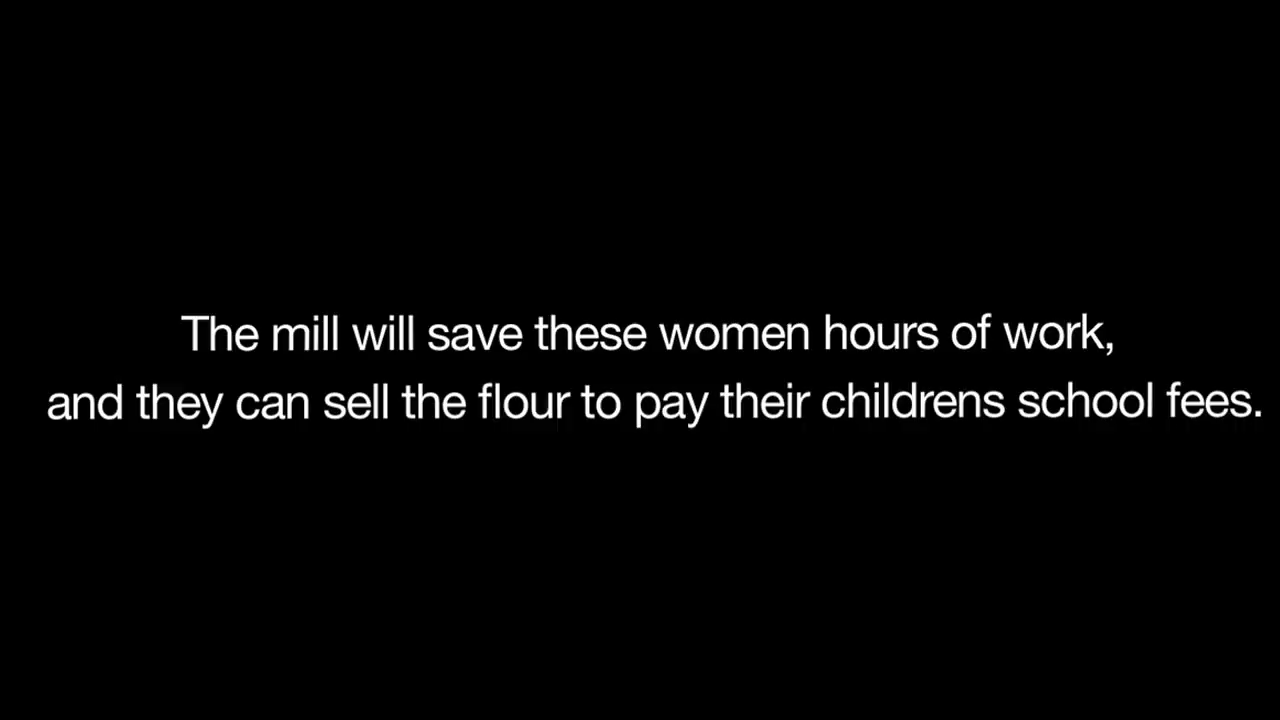 The mill will save these women hours of work,
and they can sell the flour to pay their childrens school fees.